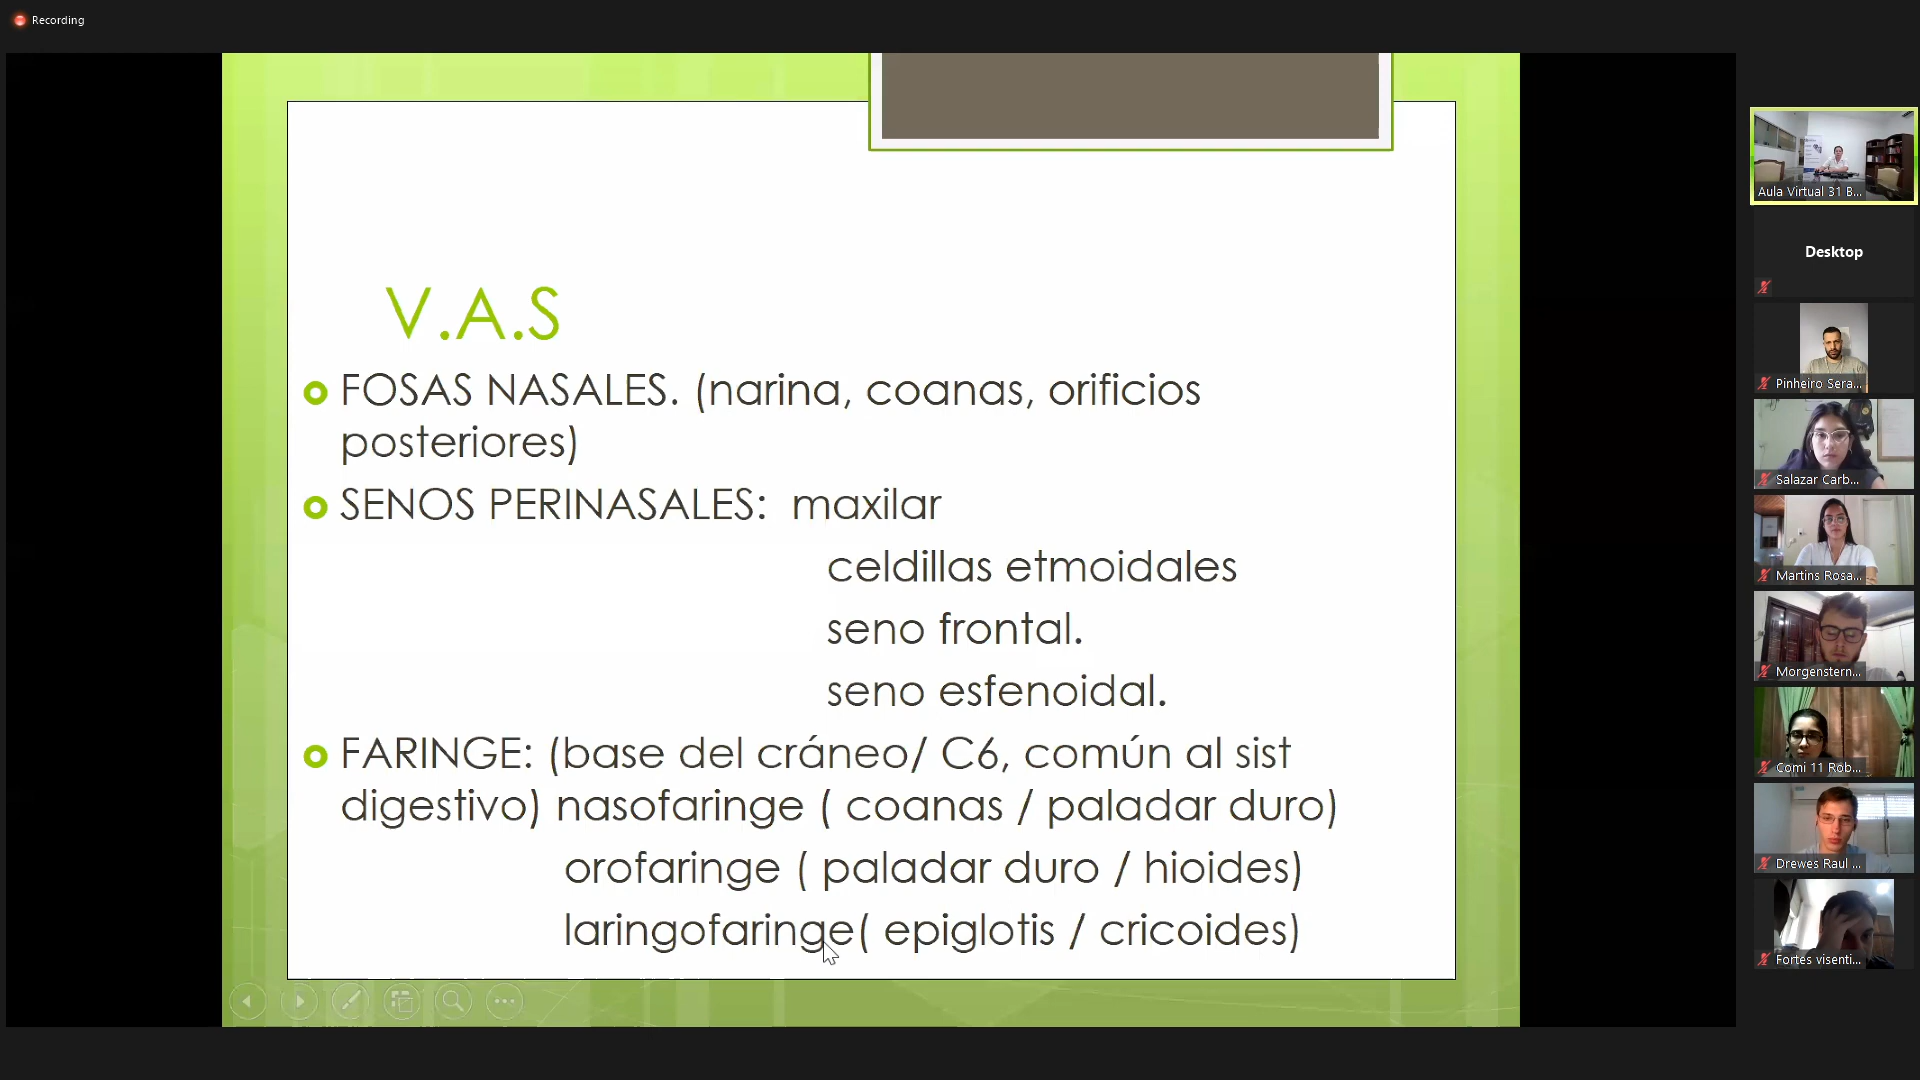 Recording
V.A.S
FOSAS NASALES. (narina, coanas, orificios
posteriores)
SENOS PERINASALES: maxilar
celdillas etmoidales
seno frontal.
seno esfenoidal.
FARINGE: (base del cráneo/ C6, común al sist
digestivo) nasofaringe ( coanas / paladar duro)
orofaringe ( paladar duro / hioides)
laringofaringe( epiglotis / cricoides)
Aula Virtual 31 B...
Desktop
Pinheiro Sera...
Salazar Carb...
Martins Rosa...
Morgenstern...
Comi 11 Rob...
Drewes Raul ...
Fortes visenti...